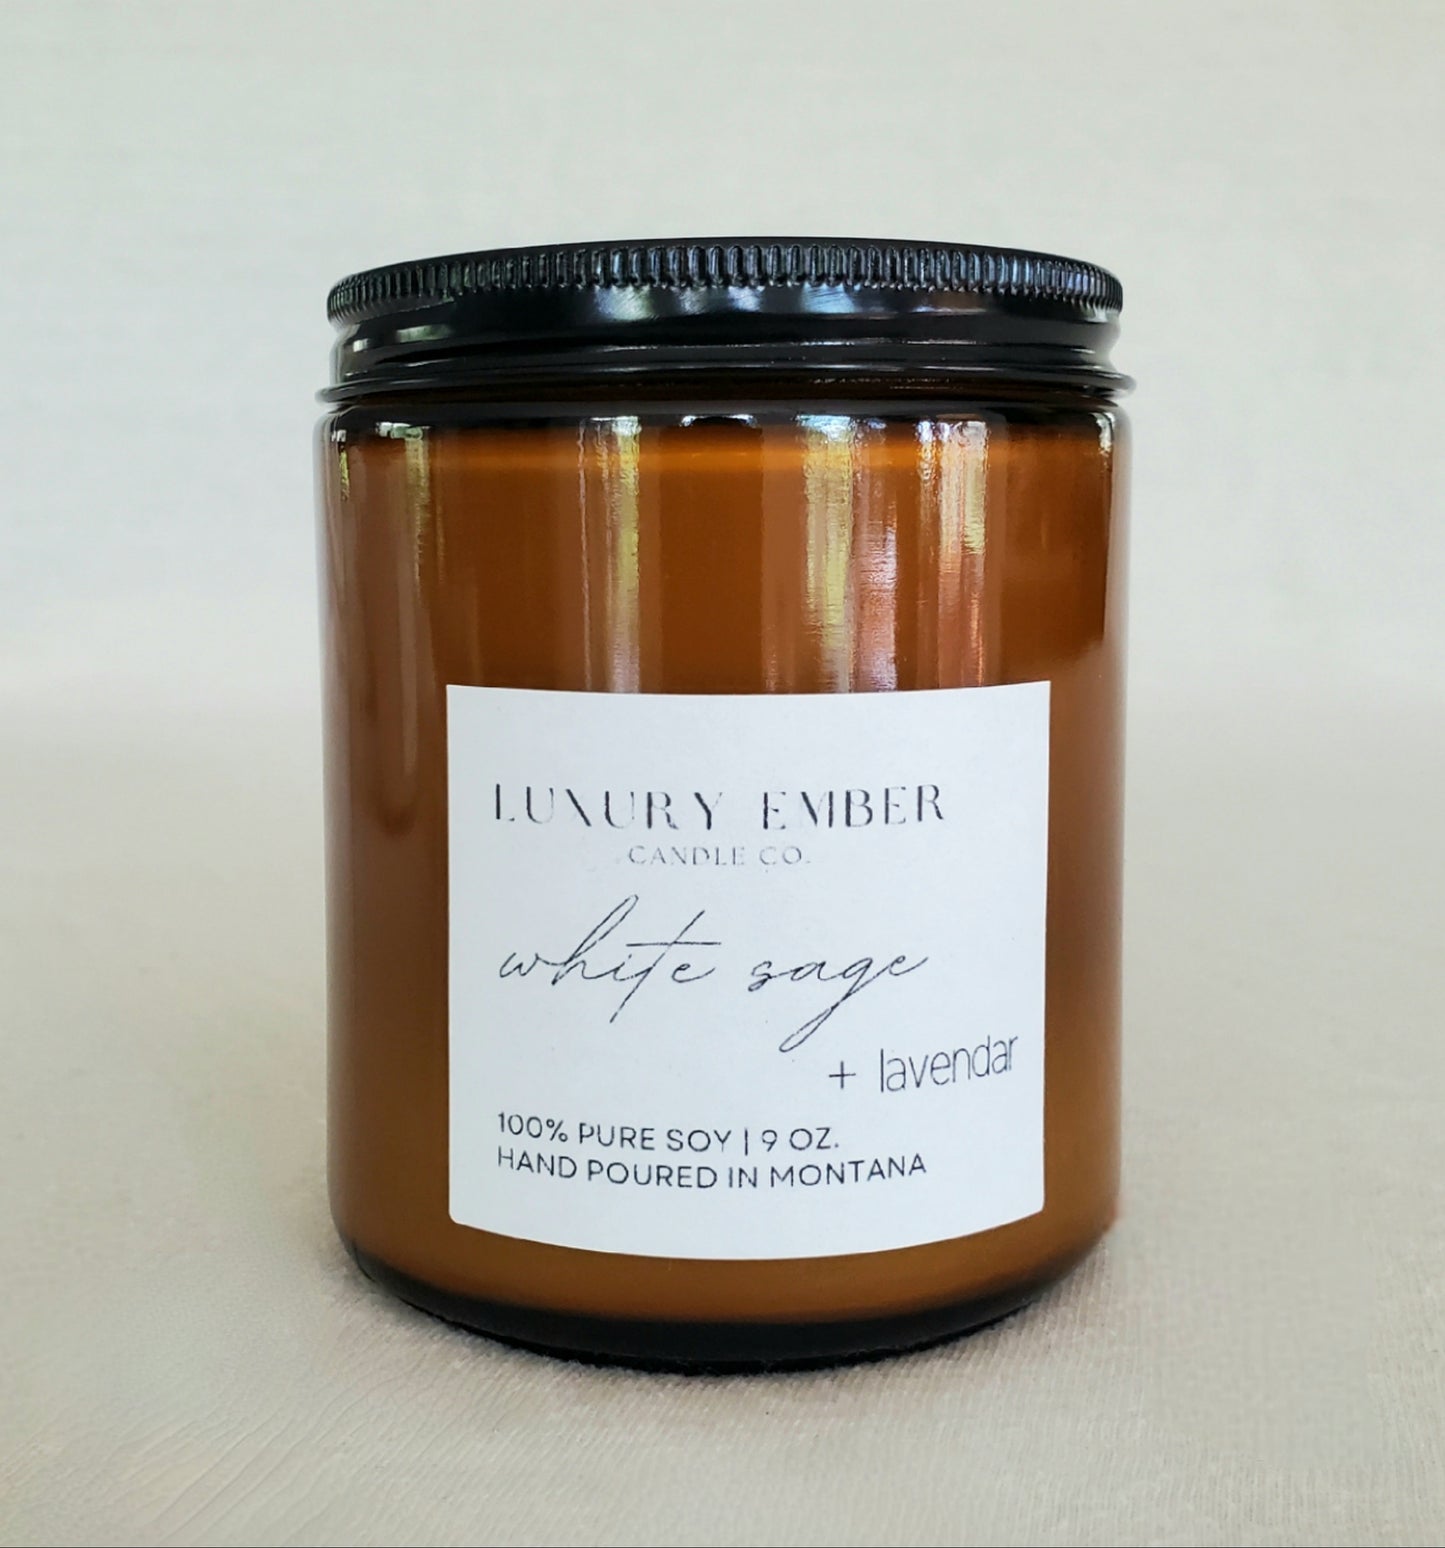 LUXURY EMBER
CANDLE CO.
white sage
+ lavendar
100% PURE SOY | 9 OZ.
HAND POURED IN MONTANA